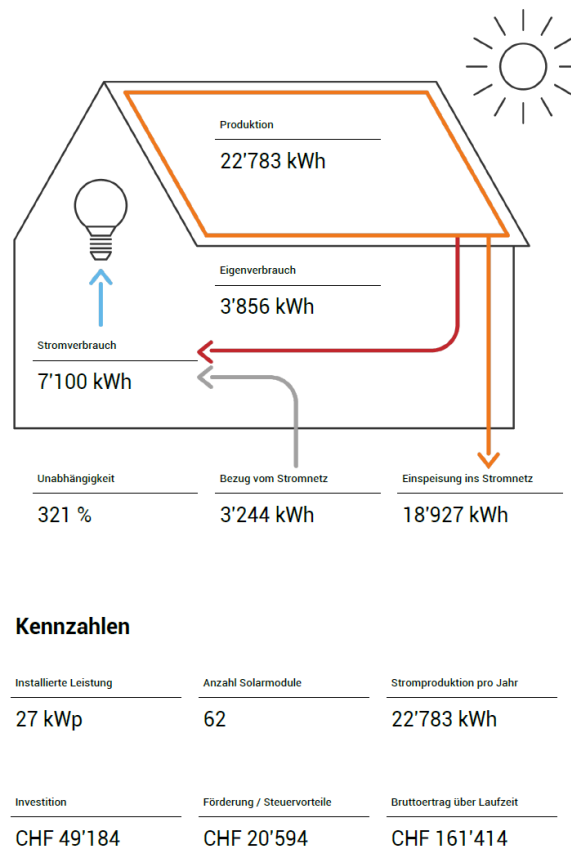 Produktion
22'783 kWh
Eigenverbrauch
3'856 kWh
Stromverbrauch
7'100 kWh
Unabhängigkeit
Bezug vom Stromnetz
Einspeisung ins Stromnetz
321 %
3'244 kWh
18'927 kWh
Kennzahlen
Installierte Leistung
Anzahl Solarmodule
Stromproduktion pro Jahr
27 kWp
62
22'783 kWh
Investition
Förderung / Steuervorteile
Bruttoertrag über Laufzeit
CHF 49'184
CHF 20'594
CHF 161'414